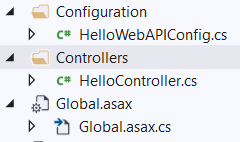 Configuration
C# HelloWebAPIConfig.cs
Controllers
C# HelloController.cs
Global.asax
Global.asax.cs